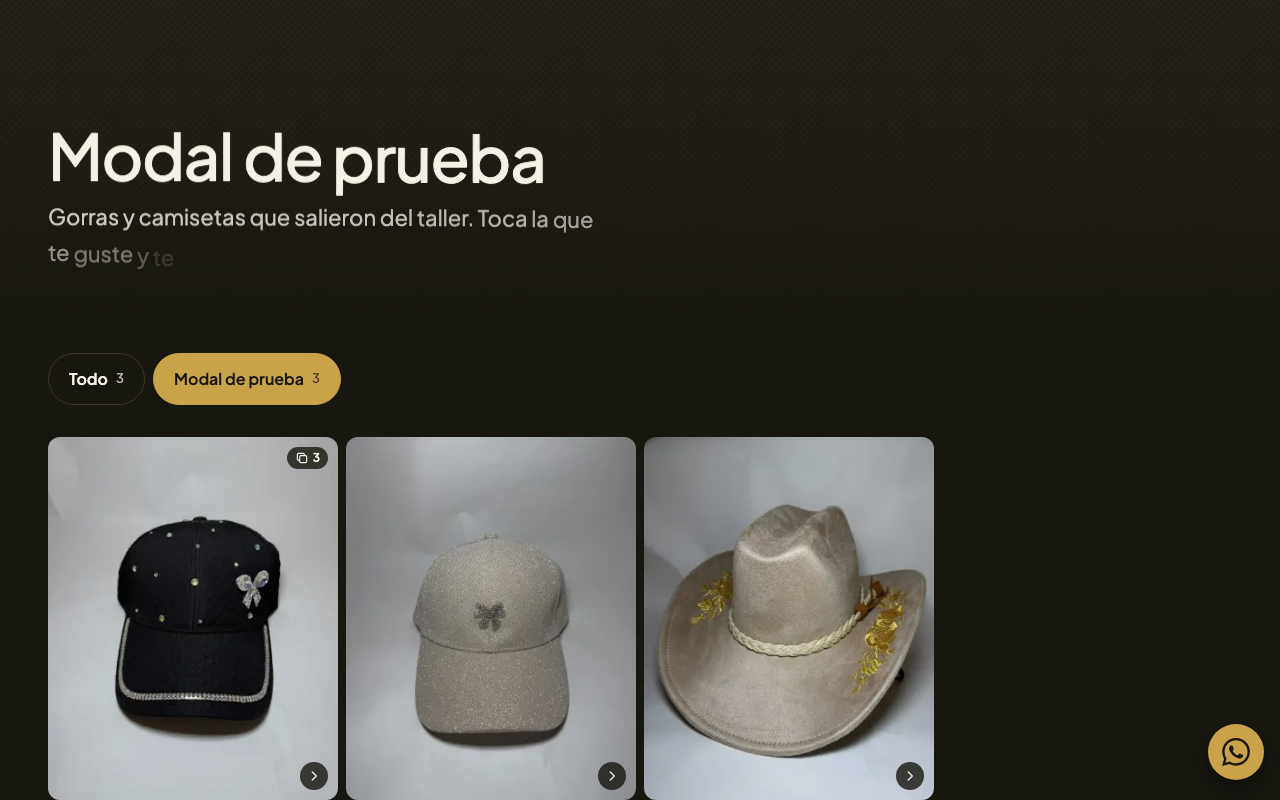 Modal de prueba
Gorras y camisetas que salieron del taller. Toca la que
te guste y te
Todo 3
Modal de prueba 3
3